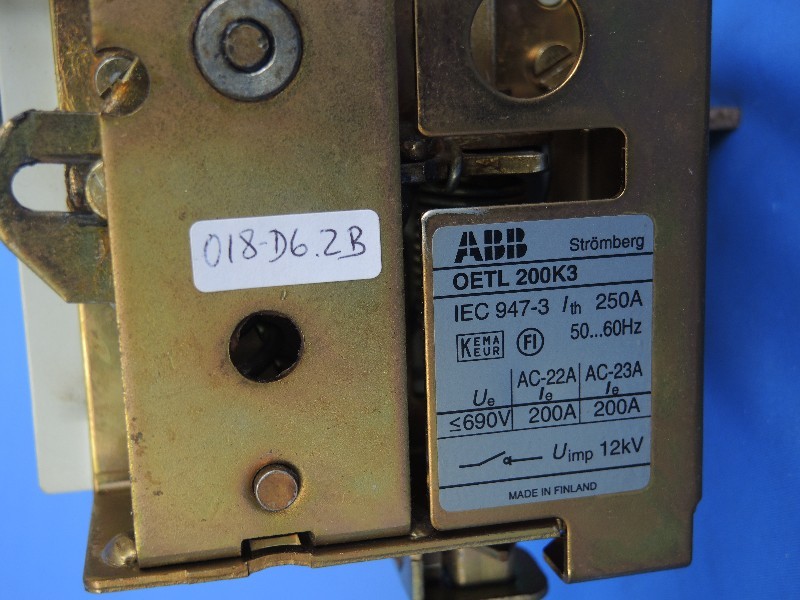 018-D6.2B
ABB Strömberg
OETL 200K3
IEC 947-3 Ith 250A
KEMA KEUR FI 50...60Hz
AC-22A AC-23A
Ue Ie Ie
≤690V 200A 200A
Uimp 12kV
MADE IN FINLAND